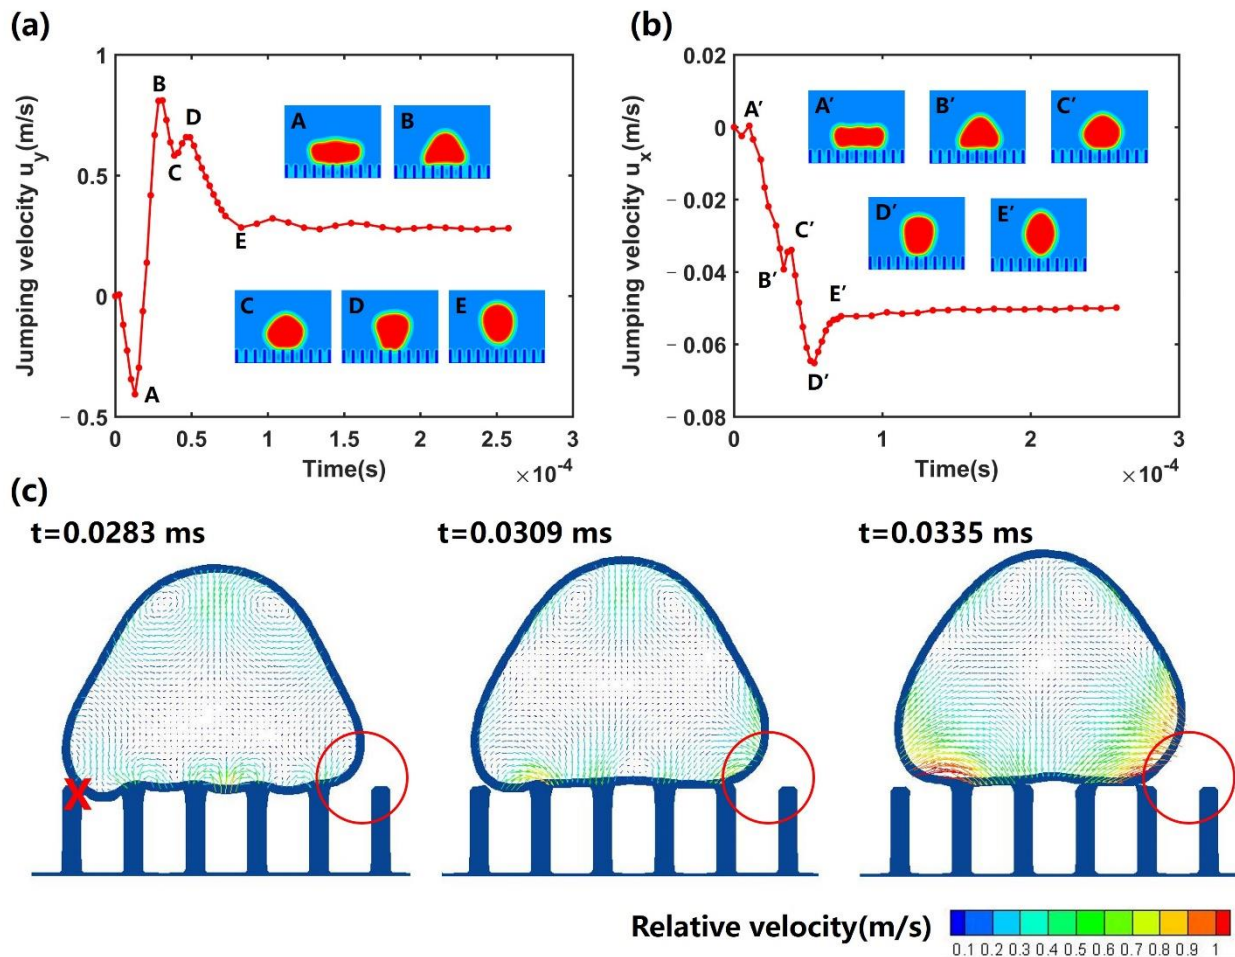 (a)
Jumping velocity u_y(m/s)
1
0.5
0
−0.5
A
B
C
D
E
A
B
C
D
E
0 0.5 1 1.5 2 2.5 3
Time(s)
×10⁻⁴
(b)
Jumping velocity u_x(m/s)
0.02
0
−0.02
−0.04
−0.06
−0.08
A′
B′
C′
D′
E′
A′
B′
C′
D′
E′
0 1 2 3
Time(s)
×10⁻⁴
(c)
t=0.0283 ms
t=0.0309 ms
t=0.0335 ms
X
Relative velocity(m/s)
0.1 0.2 0.3 0.4 0.5 0.6 0.7 0.8 0.9 1